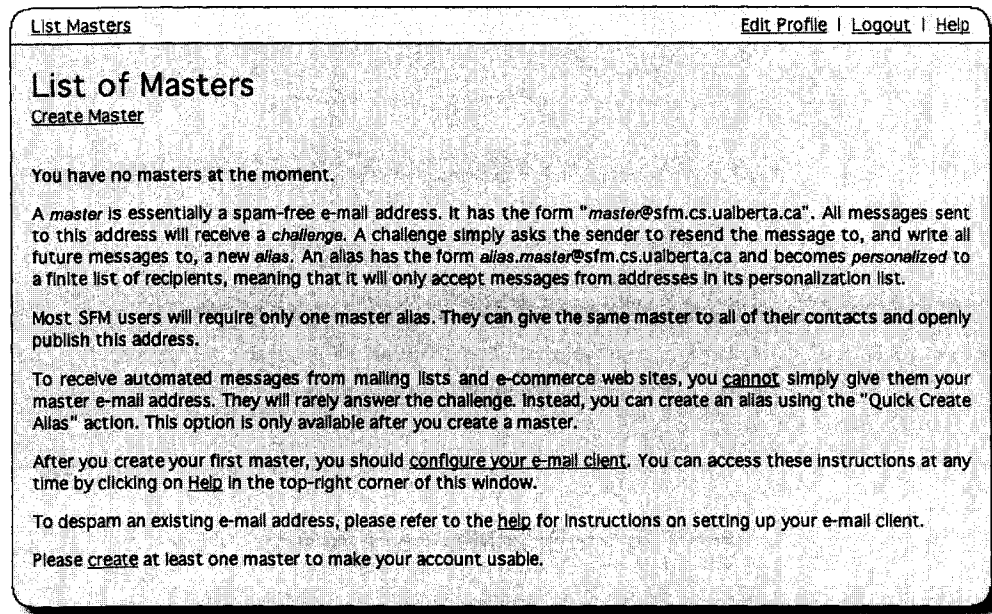 List Masters Edit Profile | Logout | Help
List of Masters
Create Master
You have no masters at the moment.
A master is essentially a spam-free e-mail address. It has the form "master@sfm.cs.ualberta.ca". All messages sent
to this address will receive a challenge. A challenge simply asks the sender to resend the message to, and write all
future messages to, a new alias. An alias has the form alias.master@sfm.cs.ualberta.ca and becomes personalized to
a finite list of recipients, meaning that it will only accept messages from addresses in its personalization list.
Most SFM users will require only one master alias. They can give the same master to all of their contacts and openly
publish this address.
To receive automated messages from mailing lists and e-commerce web sites, you cannot simply give them your
master e-mail address. They will rarely answer the challenge. Instead, you can create an alias using the "Quick Create
Alias" action. This option is only available after you create a master.
After you create your first master, you should configure your e-mail client. You can access these instructions at any
time by clicking on Help in the top-right corner of this window.
To despam an existing e-mail address, please refer to the help for instructions on setting up your e-mail client.
Please create at least one master to make your account usable.